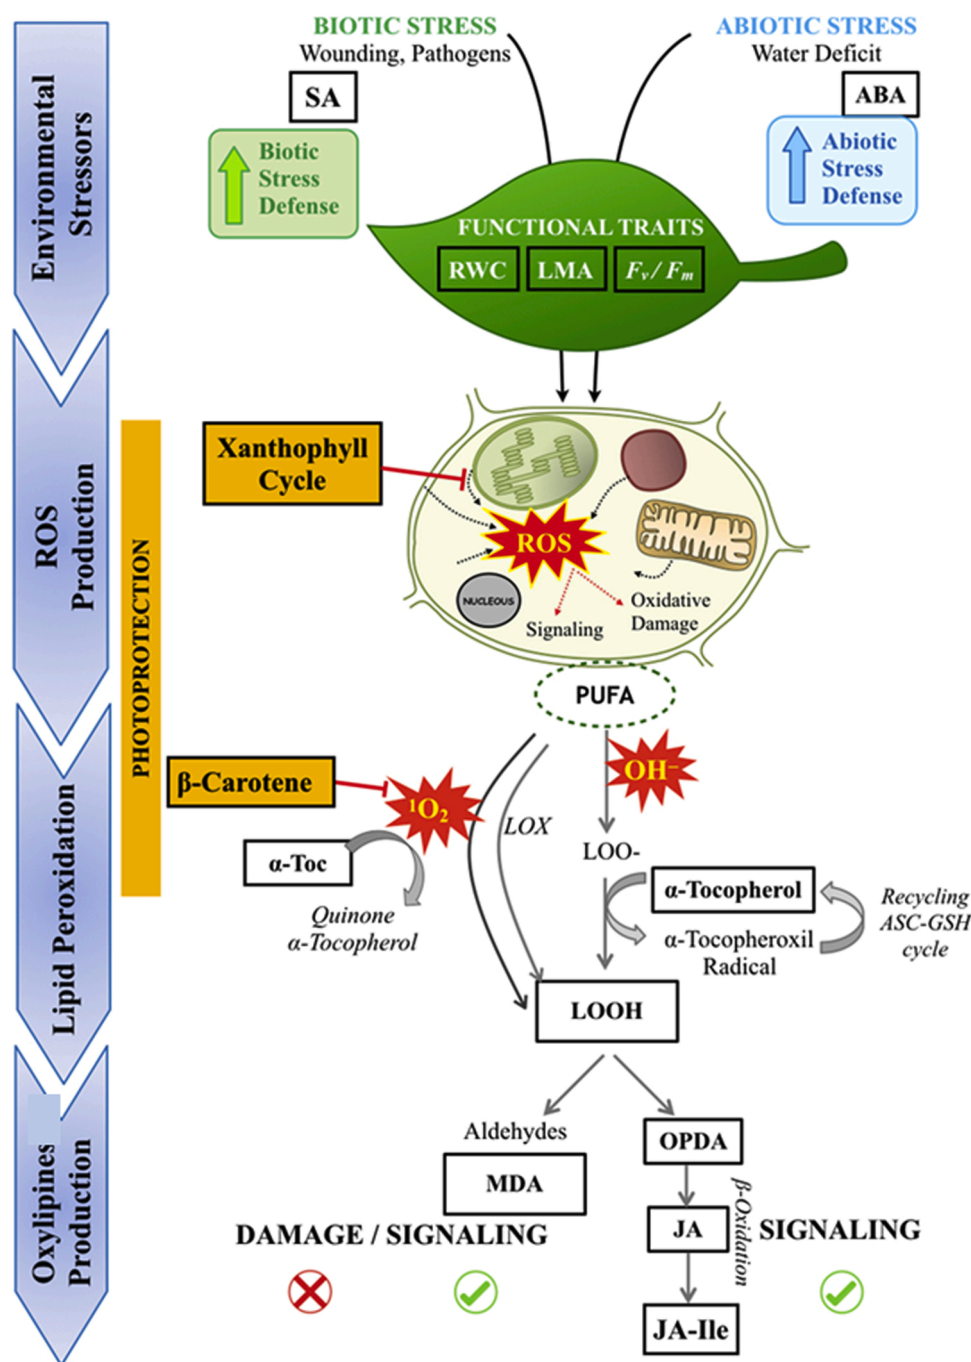 BIOTIC STRESS
Wounding, Pathogens
SA
Biotic
Stress
Defense
ABIOTIC STRESS
Water Deficit
ABA
Abiotic
Stress
Defense
Environmental
Stressors
FUNCTIONAL TRAITS
RWC
LMA
Fv / Fm
ROS
Production
PHOTOPROTECTION
Xanthophyll
Cycle
ROS
NUCLEOUS
Signaling
Oxidative
Damage
PUFA
Lipid Peroxidation
β-Carotene
¹O₂
LOX
OH⁻
LOO-
α-Toc
Quinone
α-Tocopherol
α-Tocopherol
α-Tocopheroxil
Radical
Recycling
ASC-GSH
cycle
LOOH
Oxylipines
Production
Aldehydes
MDA
DAMAGE / SIGNALING
OPDA
β-Oxidation
JA
SIGNALING
JA-Ile